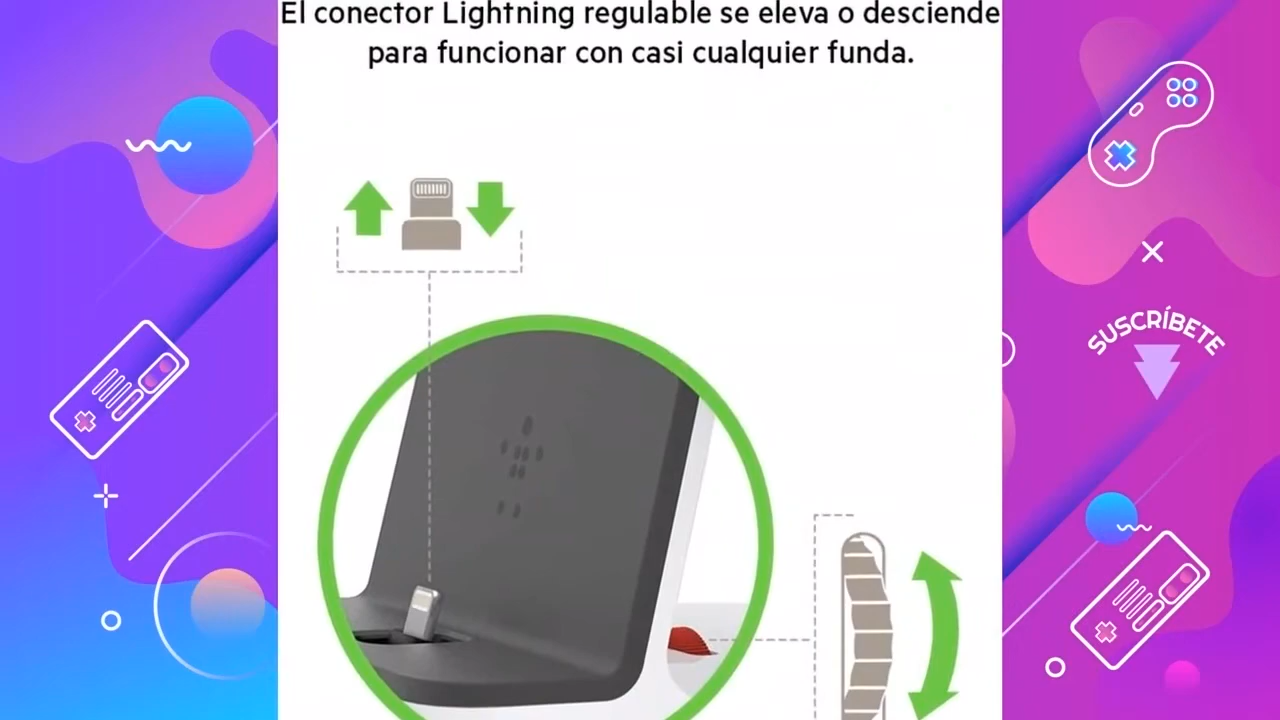 El conector Lightning regulable se eleva o desciende
para funcionar con casi cualquier funda.
SUSCRÍBETE